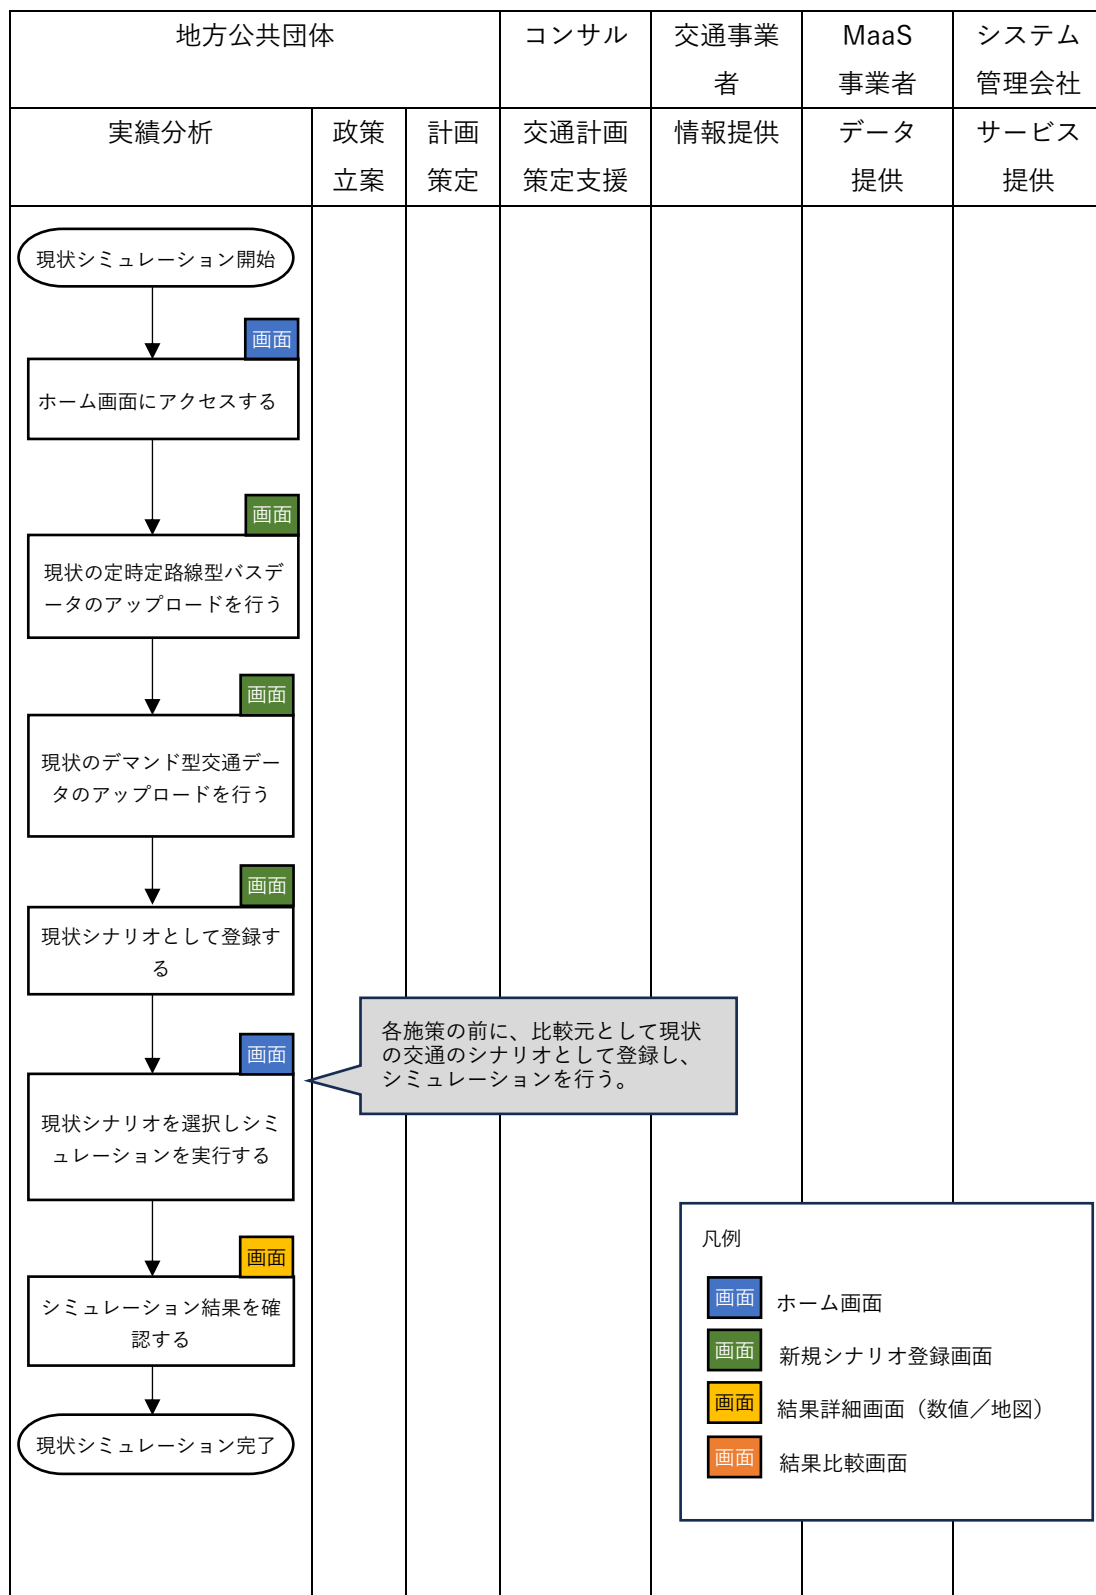 地方公共団体
コンサル
交通事業
者
MaaS
事業者
システム
管理会社
実績分析
政策
立案
計画
策定
交通計画
策定支援
情報提供
データ
提供
サービス
提供
現状シミュレーション開始
画面
ホーム画面にアクセスする
画面
現状の定時定路線型バスデ
ータのアップロードを行う
画面
現状のデマンド型交通デー
タのアップロードを行う
画面
現状シナリオとして登録す
る
各施策の前に、比較元として現状
の交通のシナリオとして登録し、
シミュレーションを行う。
画面
現状シナリオを選択しシミ
ュレーションを実行する
画面
シミュレーション結果を確
認する
現状シミュレーション完了
凡例
画面 ホーム画面
画面 新規シナリオ登録画面
画面 結果詳細画面（数値／地図）
画面 結果比較画面